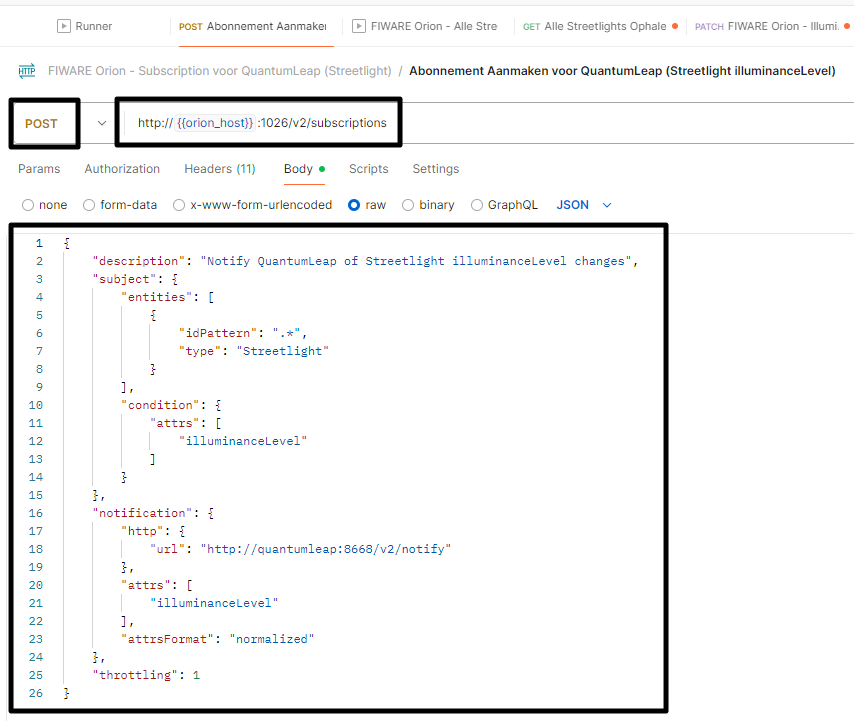 Runner
POST Abonnement Aanmaker
FIWARE Orion - Alle Stre
GET Alle Streetlights Ophale
PATCH FIWARE Orion - Illumi.
HTTP FIWARE Orion - Subscription voor QuantumLeap (Streetlight) / Abonnement Aanmaken voor QuantumLeap (Streetlight illuminanceLevel)
POST http:// {{orion_host}} :1026/v2/subscriptions
Params Authorization Headers (11) Body Scripts Settings
none form-data x-www-form-urlencoded raw binary GraphQL JSON
1 {
2 "description": "Notify QuantumLeap of Streetlight illuminanceLevel changes",
3 "subject": {
4 "entities": [
5 {
6 "idPattern": ".*",
7 "type": "Streetlight"
8 }
9 ],
10 "condition": {
11 "attrs": [
12 "illuminanceLevel"
13 ]
14 }
15 },
16 "notification": {
17 "http": {
18 "url": "http://quantumleap:8668/v2/notify"
19 },
20 "attrs": [
21 "illuminanceLevel"
22 ],
23 "attrsFormat": "normalized"
24 },
25 "throttling": 1
26 }